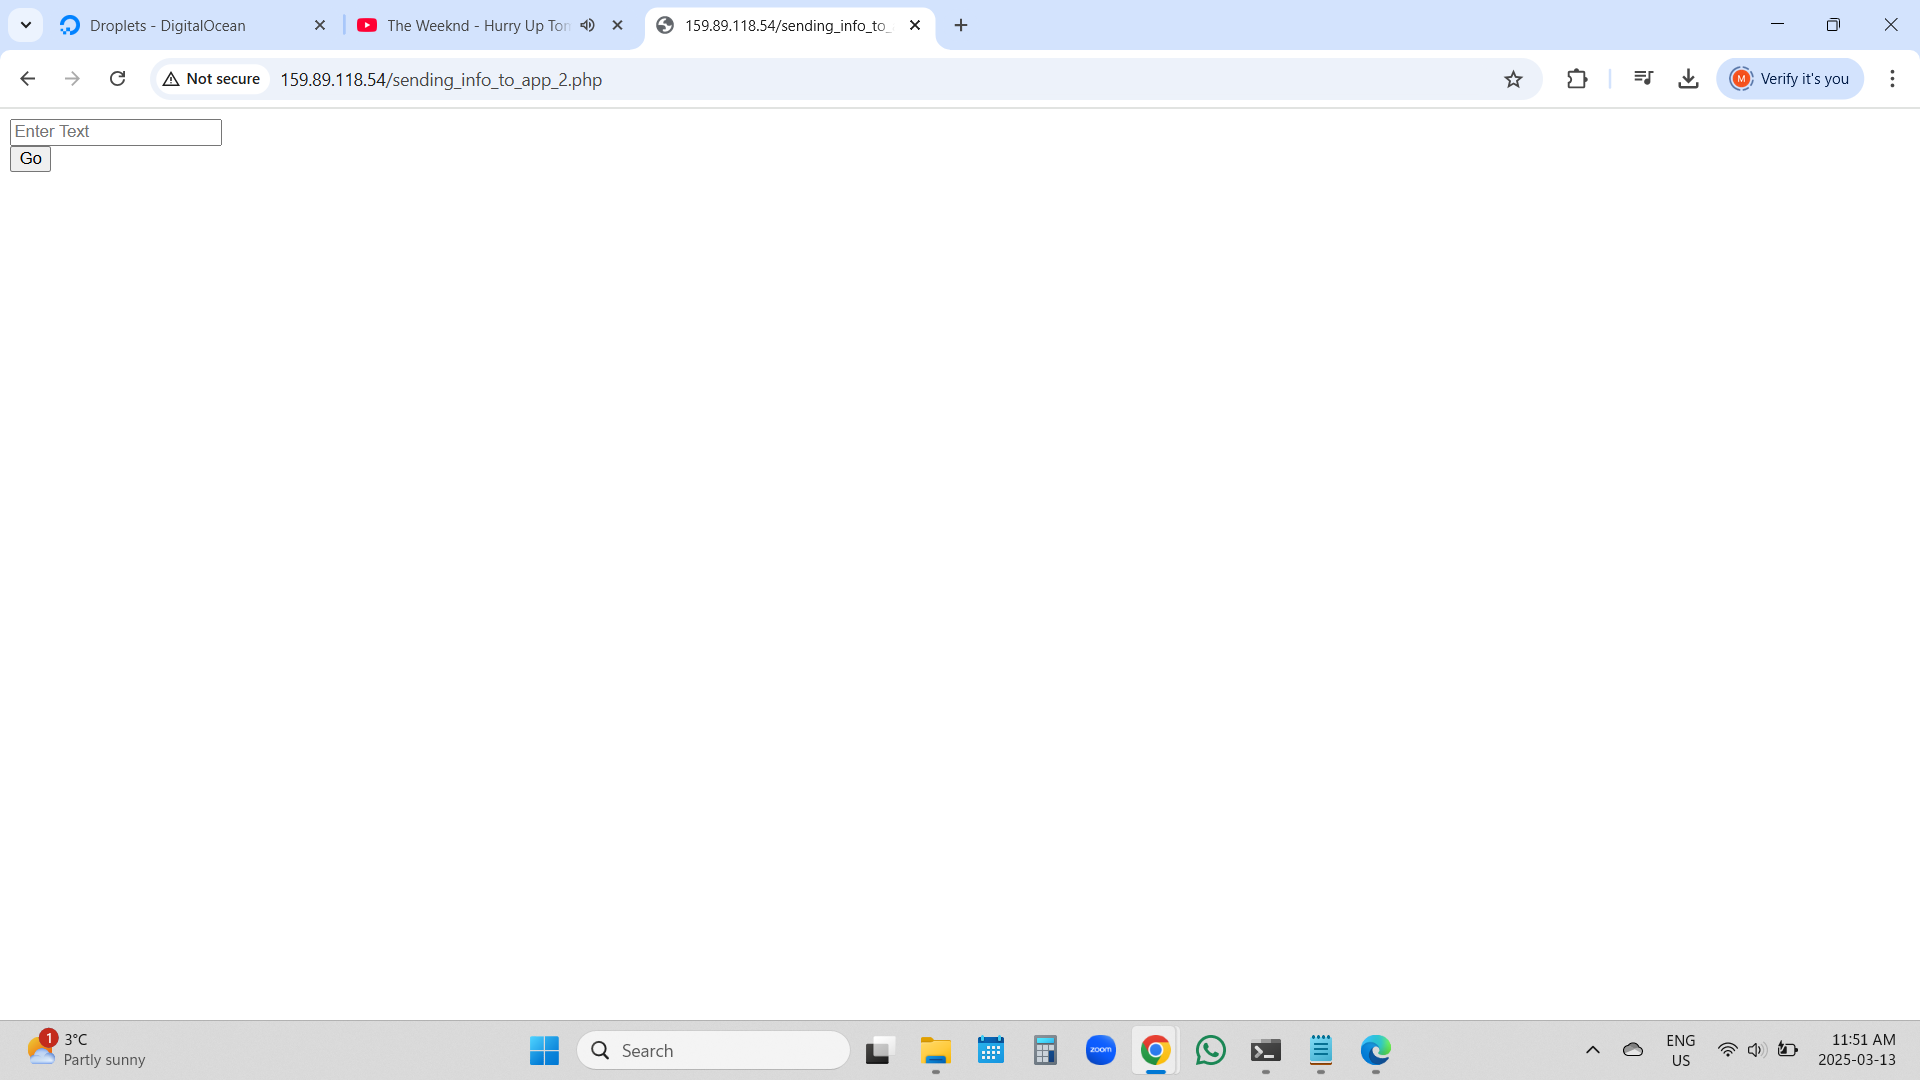 Droplets - DigitalOcean
The Weeknd - Hurry Up Ton
159.89.118.54/sending_info_to_
Not secure
159.89.118.54/sending_info_to_app_2.php
M
Verify it's you
Enter Text
Go
1
3°C
Partly sunny
Search
zoom
ENG
US
11:51 AM
2025-03-13